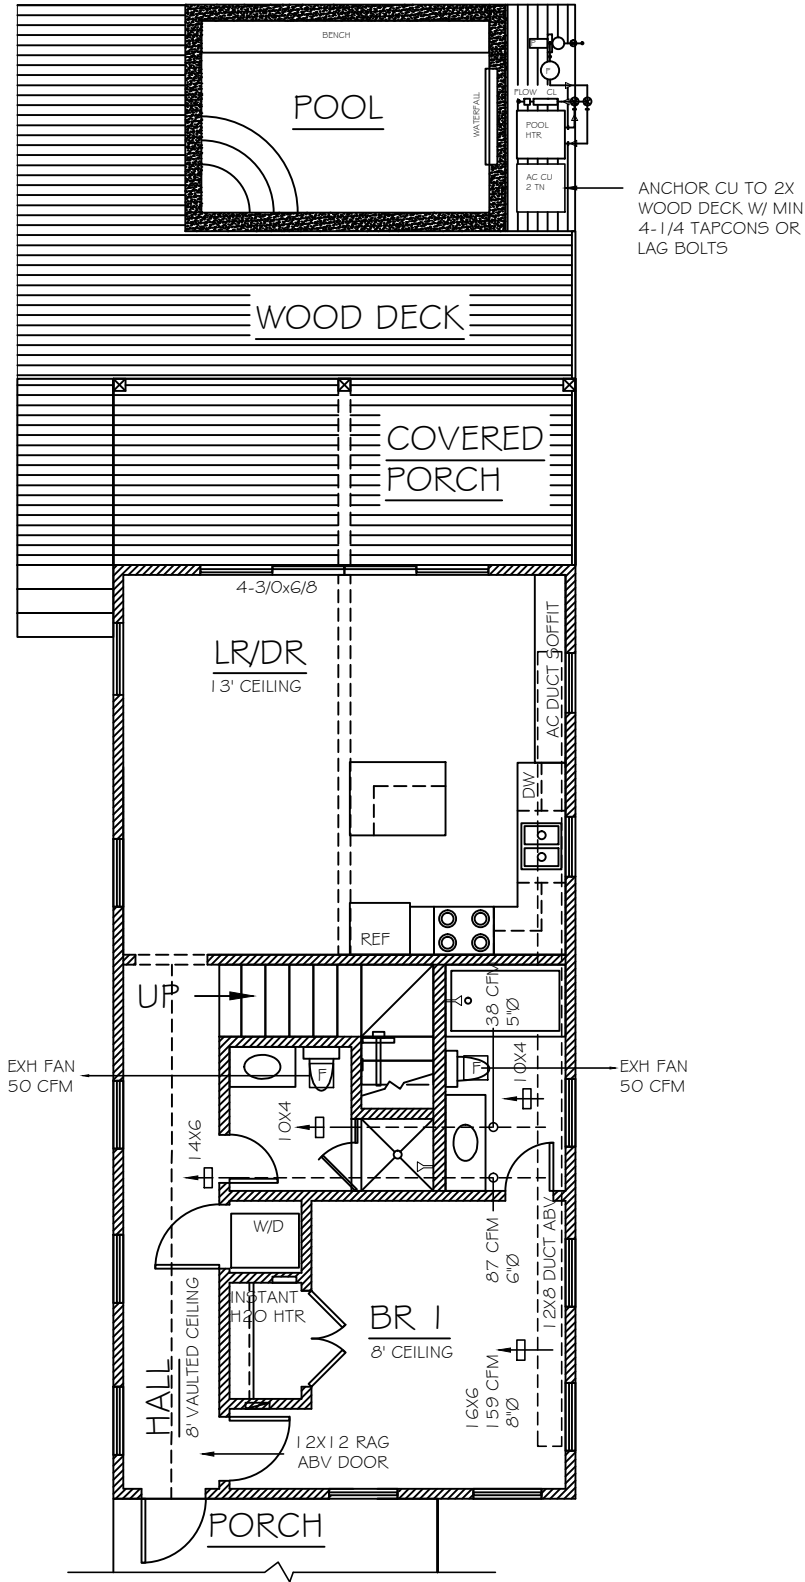 BENCH
POOL
WATERFALL
P
F
FLOW CL
POOL
HTR
AC CU
2 TN
ANCHOR CU TO 2X
WOOD DECK W/ MIN
4-1/4 TAPCONS OR
LAG BOLTS
WOOD DECK
COVERED
PORCH
4-3/0x6/8
LR/DR
13' CEILING
AC DUCT SOFFIT
DW
REF
UP
38 CFM
5"Ø
EXH FAN
50 CFM
F
F
EXH FAN
50 CFM
10X4
10X4
14X6
W/D
87 CFM
6"Ø
12X8 DUCT ABV
INSTANT
H2O HTR
BR 1
8' CEILING
HALL
8' VAULTED CEILING
16X6
159 CFM
8"Ø
12X12 RAG
ABV DOOR
PORCH